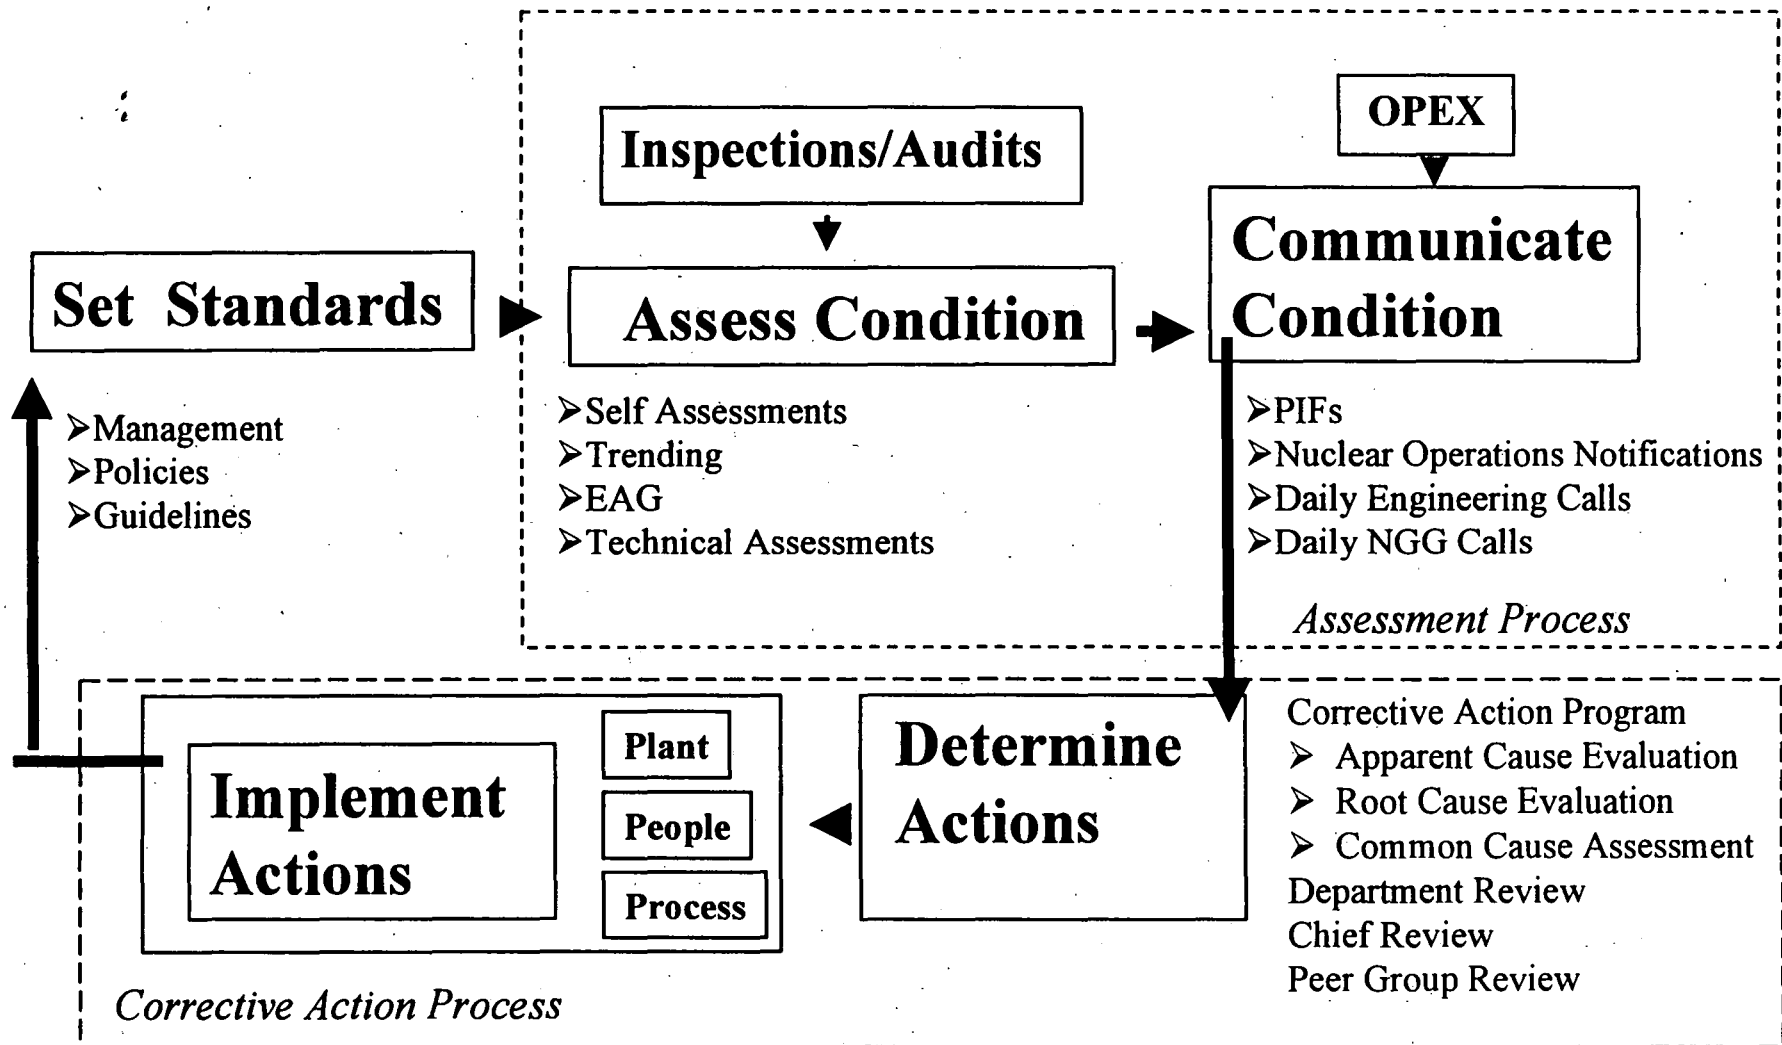 OPEX
Inspections/Audits
Communicate
Condition
Set Standards
Assess Condition
➢Management
➢Policies
➢Guidelines
➢Self Assessments
➢Trending
➢EAG
➢Technical Assessments
➢PIFs
➢Nuclear Operations Notifications
➢Daily Engineering Calls
➢Daily NGG Calls
Assessment Process
Implement
Actions
Plant
People
Process
Determine
Actions
Corrective Action Program
➢ Apparent Cause Evaluation
➢ Root Cause Evaluation
➢ Common Cause Assessment
Department Review
Chief Review
Peer Group Review
Corrective Action Process